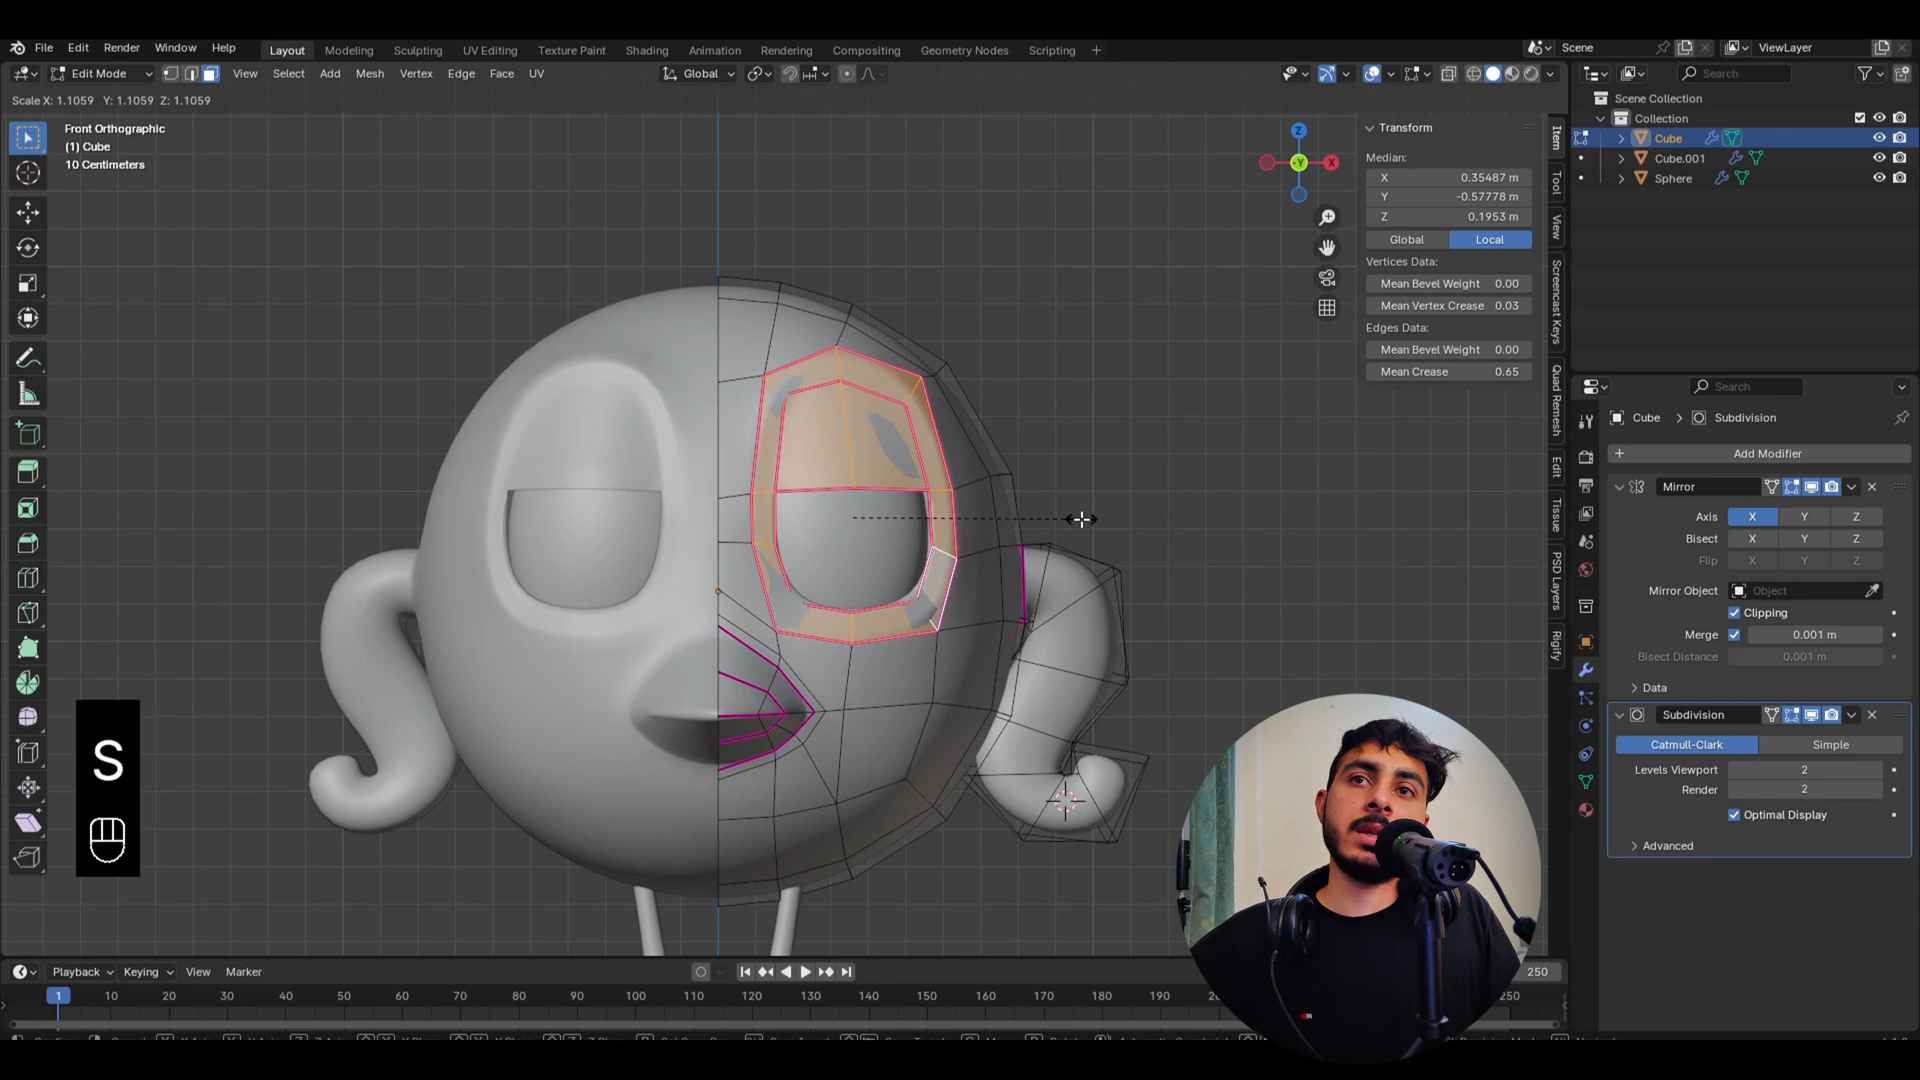 File Edit Render Window Help Layout Modeling Sculpting UV Editing Texture Paint Shading Animation Rendering Compositing Geometry Nodes Scripting + Scene ViewLayer
Edit Mode View Select Add Mesh Vertex Edge Face UV Global Search
Scale X: 1.1059 Y: 1.1059 Z: 1.1059
Front Orthographic
(1) Cube
10 Centimeters
Z
-Y
X
Transform
Median:
X 0.35487 m
Y -0.57778 m
Z 0.1953 m
Global Local
Vertices Data:
Mean Bevel Weight 0.00
Mean Vertex Crease 0.03
Edges Data:
Mean Bevel Weight 0.00
Mean Crease 0.65
Item
Tool
View
Screencast Keys
Quad Remesh
Edit
Tissue
PSD Layers
Rigify
Scene Collection
Collection
Cube
Cube.001
Sphere
Search
Cube Subdivision
Add Modifier
Mirror
Axis X Y Z
Bisect X Y Z
Flip X Y Z
Mirror Object Object
Clipping
Merge 0.001 m
Bisect Distance 0.001 m
Data
Subdivision
Catmull-Clark Simple
Levels Viewport 2
Render 2
Optimal Display
Advanced
S
Playback Keying View Marker 250
1 10 20 30 40 50 60 70 80 90 100 110 120 130 140 150 160 170 180 190 250